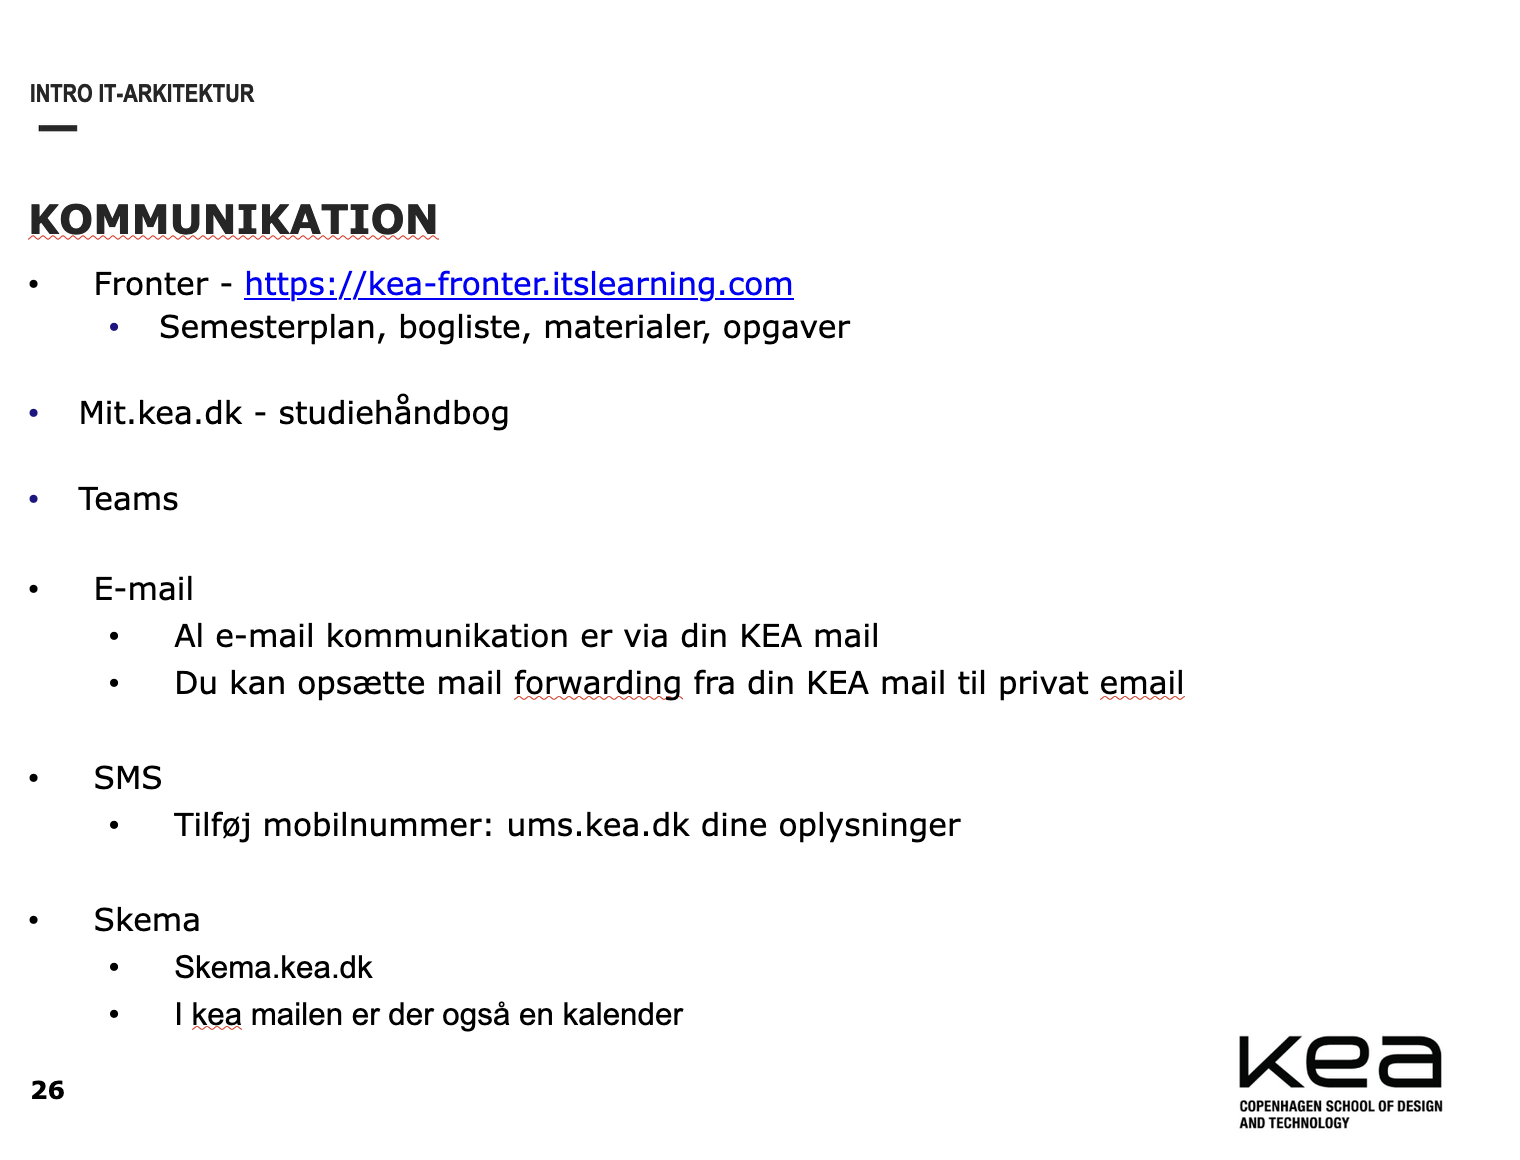 INTRO IT-ARKITEKTUR
KOMMUNIKATION
• Fronter - https://kea-fronter.itslearning.com
• Semesterplan, bogliste, materialer, opgaver
• Mit.kea.dk - studiehåndbog
• Teams
• E-mail
• Al e-mail kommunikation er via din KEA mail
• Du kan opsætte mail forwarding fra din KEA mail til privat email
• SMS
• Tilføj mobilnummer: ums.kea.dk dine oplysninger
• Skema
• Skema.kea.dk
• I kea mailen er der også en kalender
26
kea
COPENHAGEN SCHOOL OF DESIGN
AND TECHNOLOGY